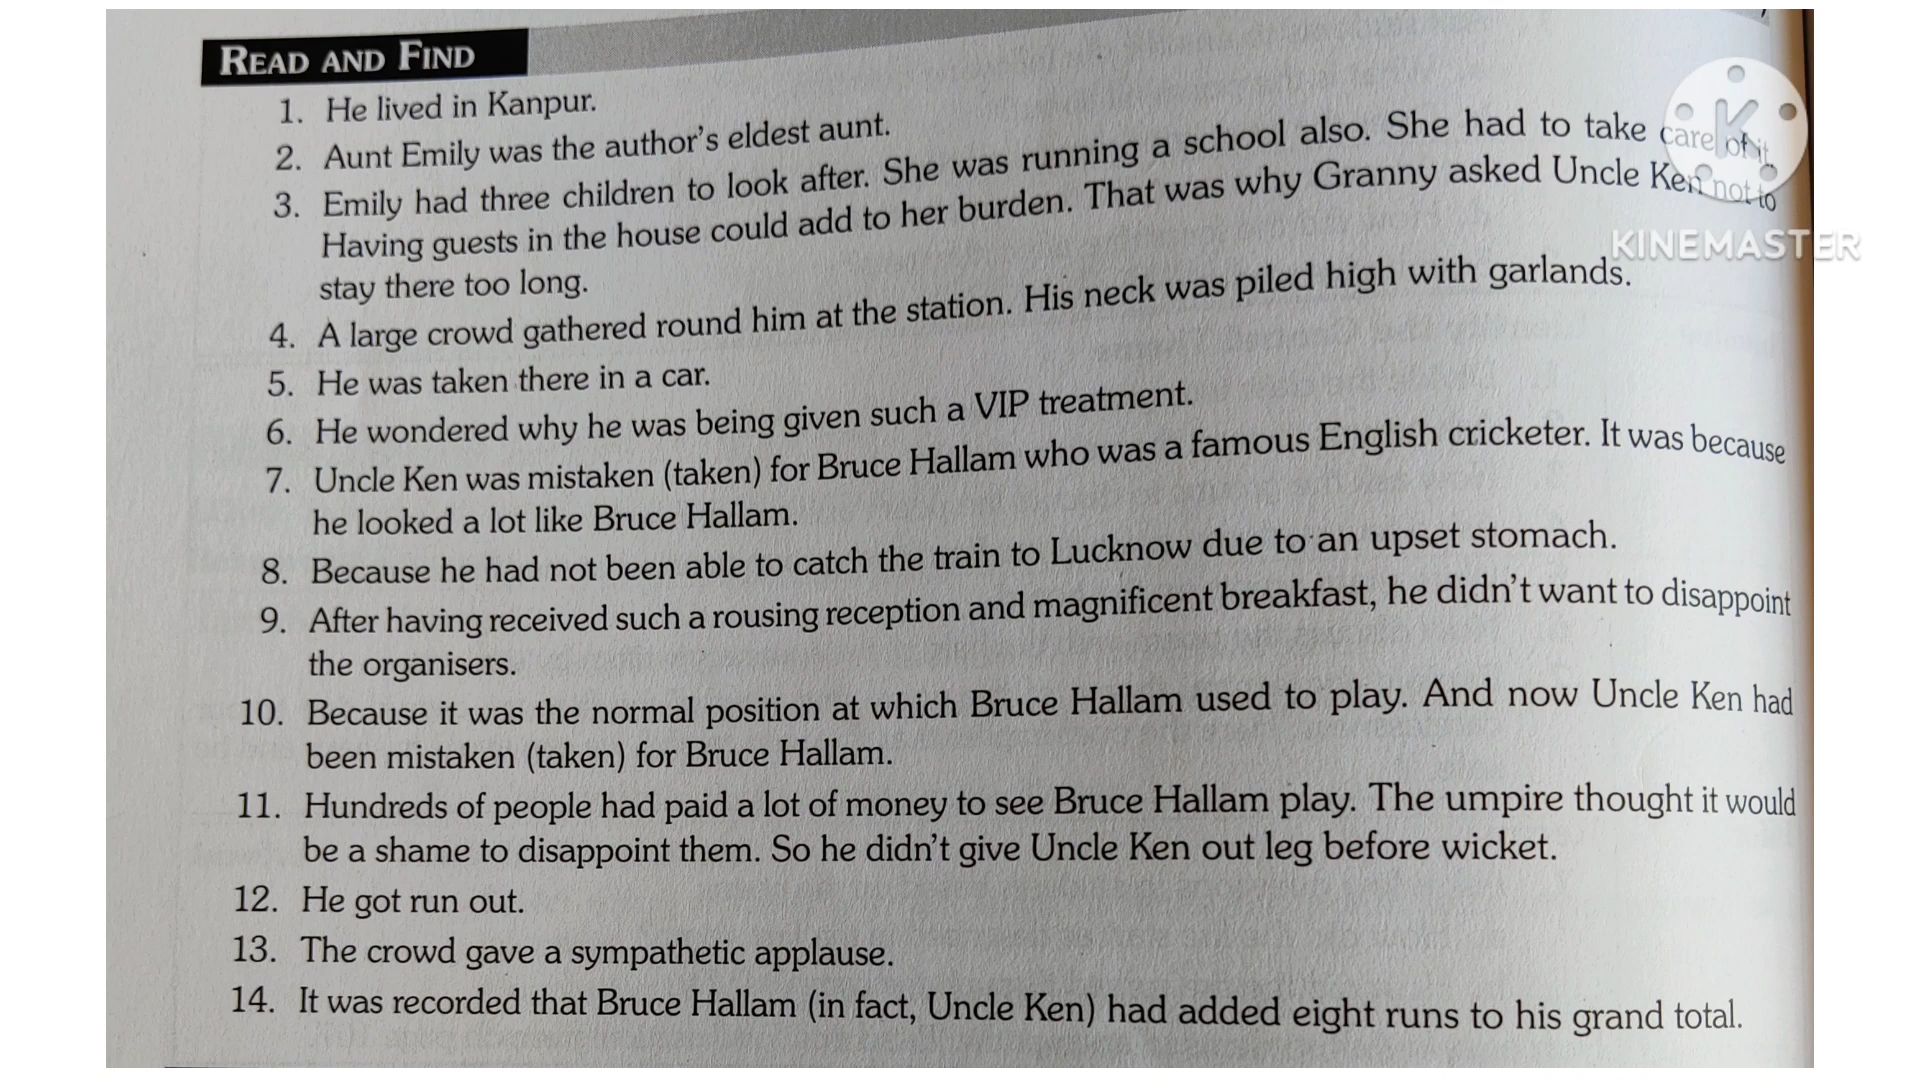 READ AND FIND
1. He lived in Kanpur.
2. Aunt Emily was the author's eldest aunt.
3. Emily had three children to look after. She was running a school also. She had to take care of it.
Having guests in the house could add to her burden. That was why Granny asked Uncle Ken not to
stay there too long.
4. A large crowd gathered round him at the station. His neck was piled high with garlands.
5. He was taken there in a car.
6. He wondered why he was being given such a VIP treatment.
7. Uncle Ken was mistaken (taken) for Bruce Hallam who was a famous English cricketer. It was because
he looked a lot like Bruce Hallam.
8. Because he had not been able to catch the train to Lucknow due to an upset stomach.
9. After having received such a rousing reception and magnificent breakfast, he didn't want to disappoint
the organisers.
10. Because it was the normal position at which Bruce Hallam used to play. And now Uncle Ken had
been mistaken (taken) for Bruce Hallam.
11. Hundreds of people had paid a lot of money to see Bruce Hallam play. The umpire thought it would
be a shame to disappoint them. So he didn't give Uncle Ken out leg before wicket.
12. He got run out.
13. The crowd gave a sympathetic applause.
14. It was recorded that Bruce Hallam (in fact, Uncle Ken) had added eight runs to his grand total.
K
KINEMASTER